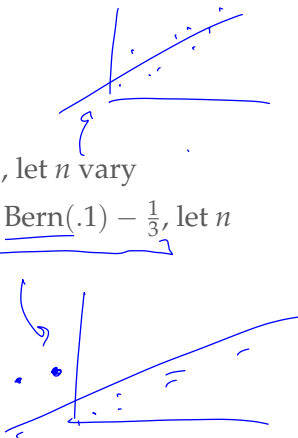 , let n vary
Bern(.1) − 1/3, let n